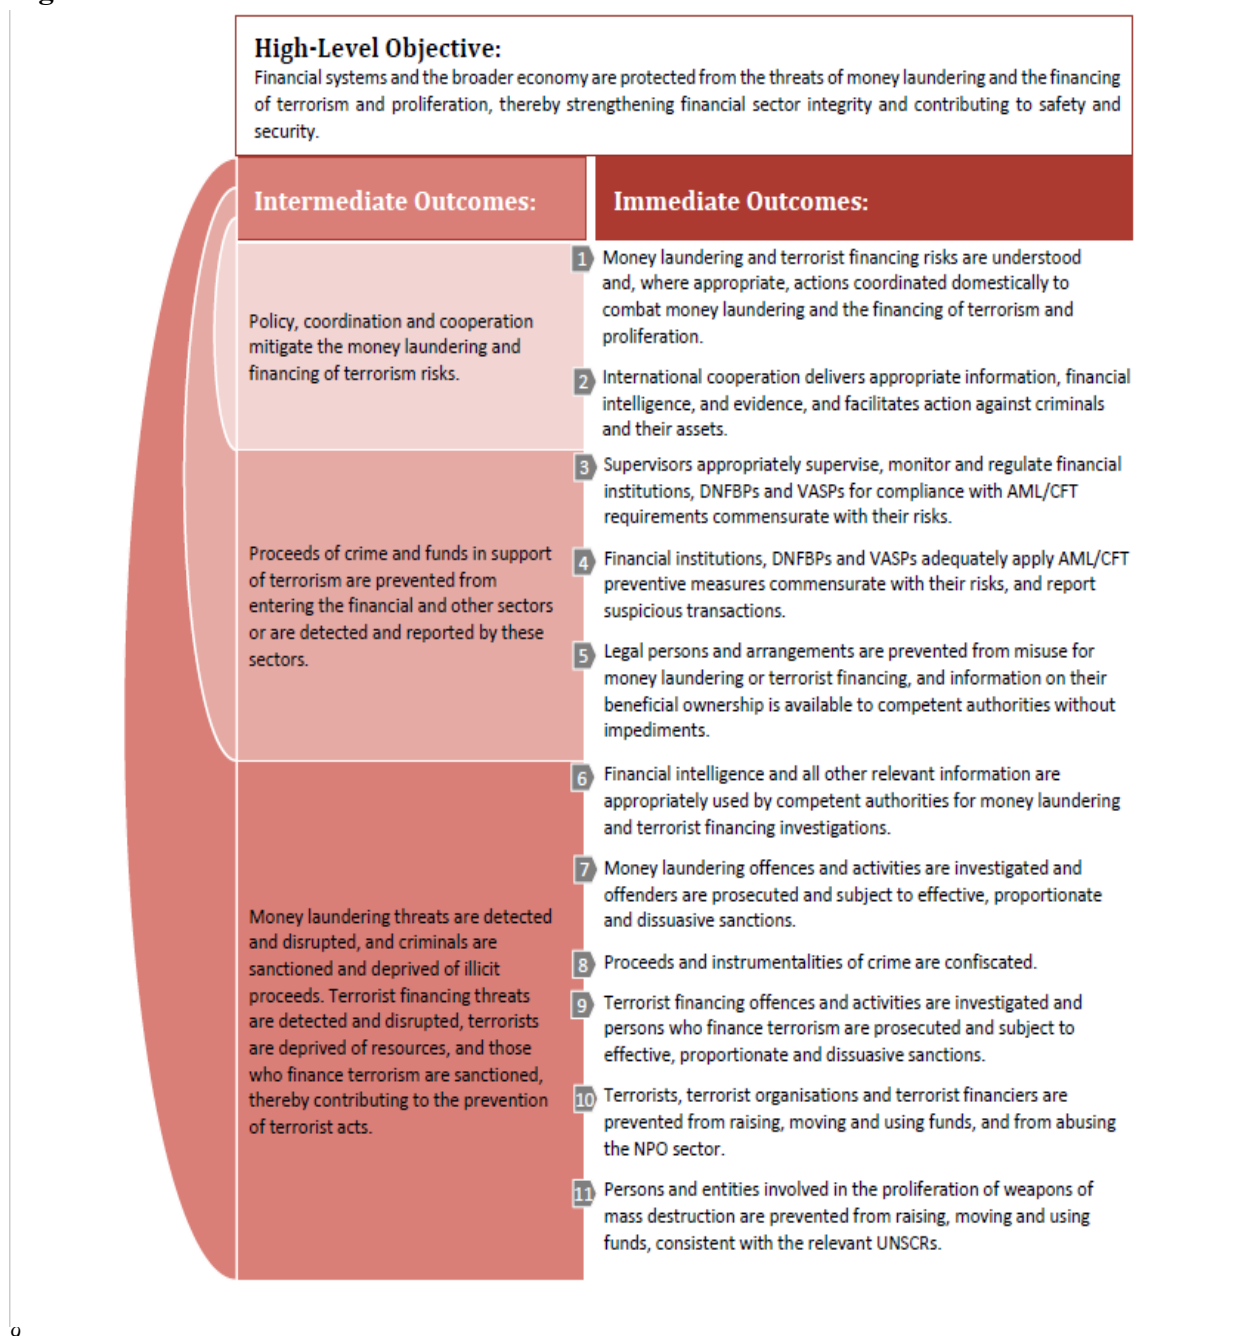 High-Level Objective:
Financial systems and the broader economy are protected from the threats of money laundering and the financing
of terrorism and proliferation, thereby strengthening financial sector integrity and contributing to safety and
security.
Intermediate Outcomes:
Immediate Outcomes:
Policy, coordination and cooperation
mitigate the money laundering and
financing of terrorism risks.
1 Money laundering and terrorist financing risks are understood
and, where appropriate, actions coordinated domestically to
combat money laundering and the financing of terrorism and
proliferation.
2 International cooperation delivers appropriate information, financial
intelligence, and evidence, and facilitates action against criminals
and their assets.
Proceeds of crime and funds in support
of terrorism are prevented from
entering the financial and other sectors
or are detected and reported by these
sectors.
3 Supervisors appropriately supervise, monitor and regulate financial
institutions, DNFBPs and VASPs for compliance with AML/CFT
requirements commensurate with their risks.
4 Financial institutions, DNFBPs and VASPs adequately apply AML/CFT
preventive measures commensurate with their risks, and report
suspicious transactions.
5 Legal persons and arrangements are prevented from misuse for
money laundering or terrorist financing, and information on their
beneficial ownership is available to competent authorities without
impediments.
Money laundering threats are detected
and disrupted, and criminals are
sanctioned and deprived of illicit
proceeds. Terrorist financing threats
are detected and disrupted, terrorists
are deprived of resources, and those
who finance terrorism are sanctioned,
thereby contributing to the prevention
of terrorist acts.
6 Financial intelligence and all other relevant information are
appropriately used by competent authorities for money laundering
and terrorist financing investigations.
7 Money laundering offences and activities are investigated and
offenders are prosecuted and subject to effective, proportionate
and dissuasive sanctions.
8 Proceeds and instrumentalities of crime are confiscated.
9 Terrorist financing offences and activities are investigated and
persons who finance terrorism are prosecuted and subject to
effective, proportionate and dissuasive sanctions.
10 Terrorists, terrorist organisations and terrorist financiers are
prevented from raising, moving and using funds, and from abusing
the NPO sector.
11 Persons and entities involved in the proliferation of weapons of
mass destruction are prevented from raising, moving and using
funds, consistent with the relevant UNSCRs.